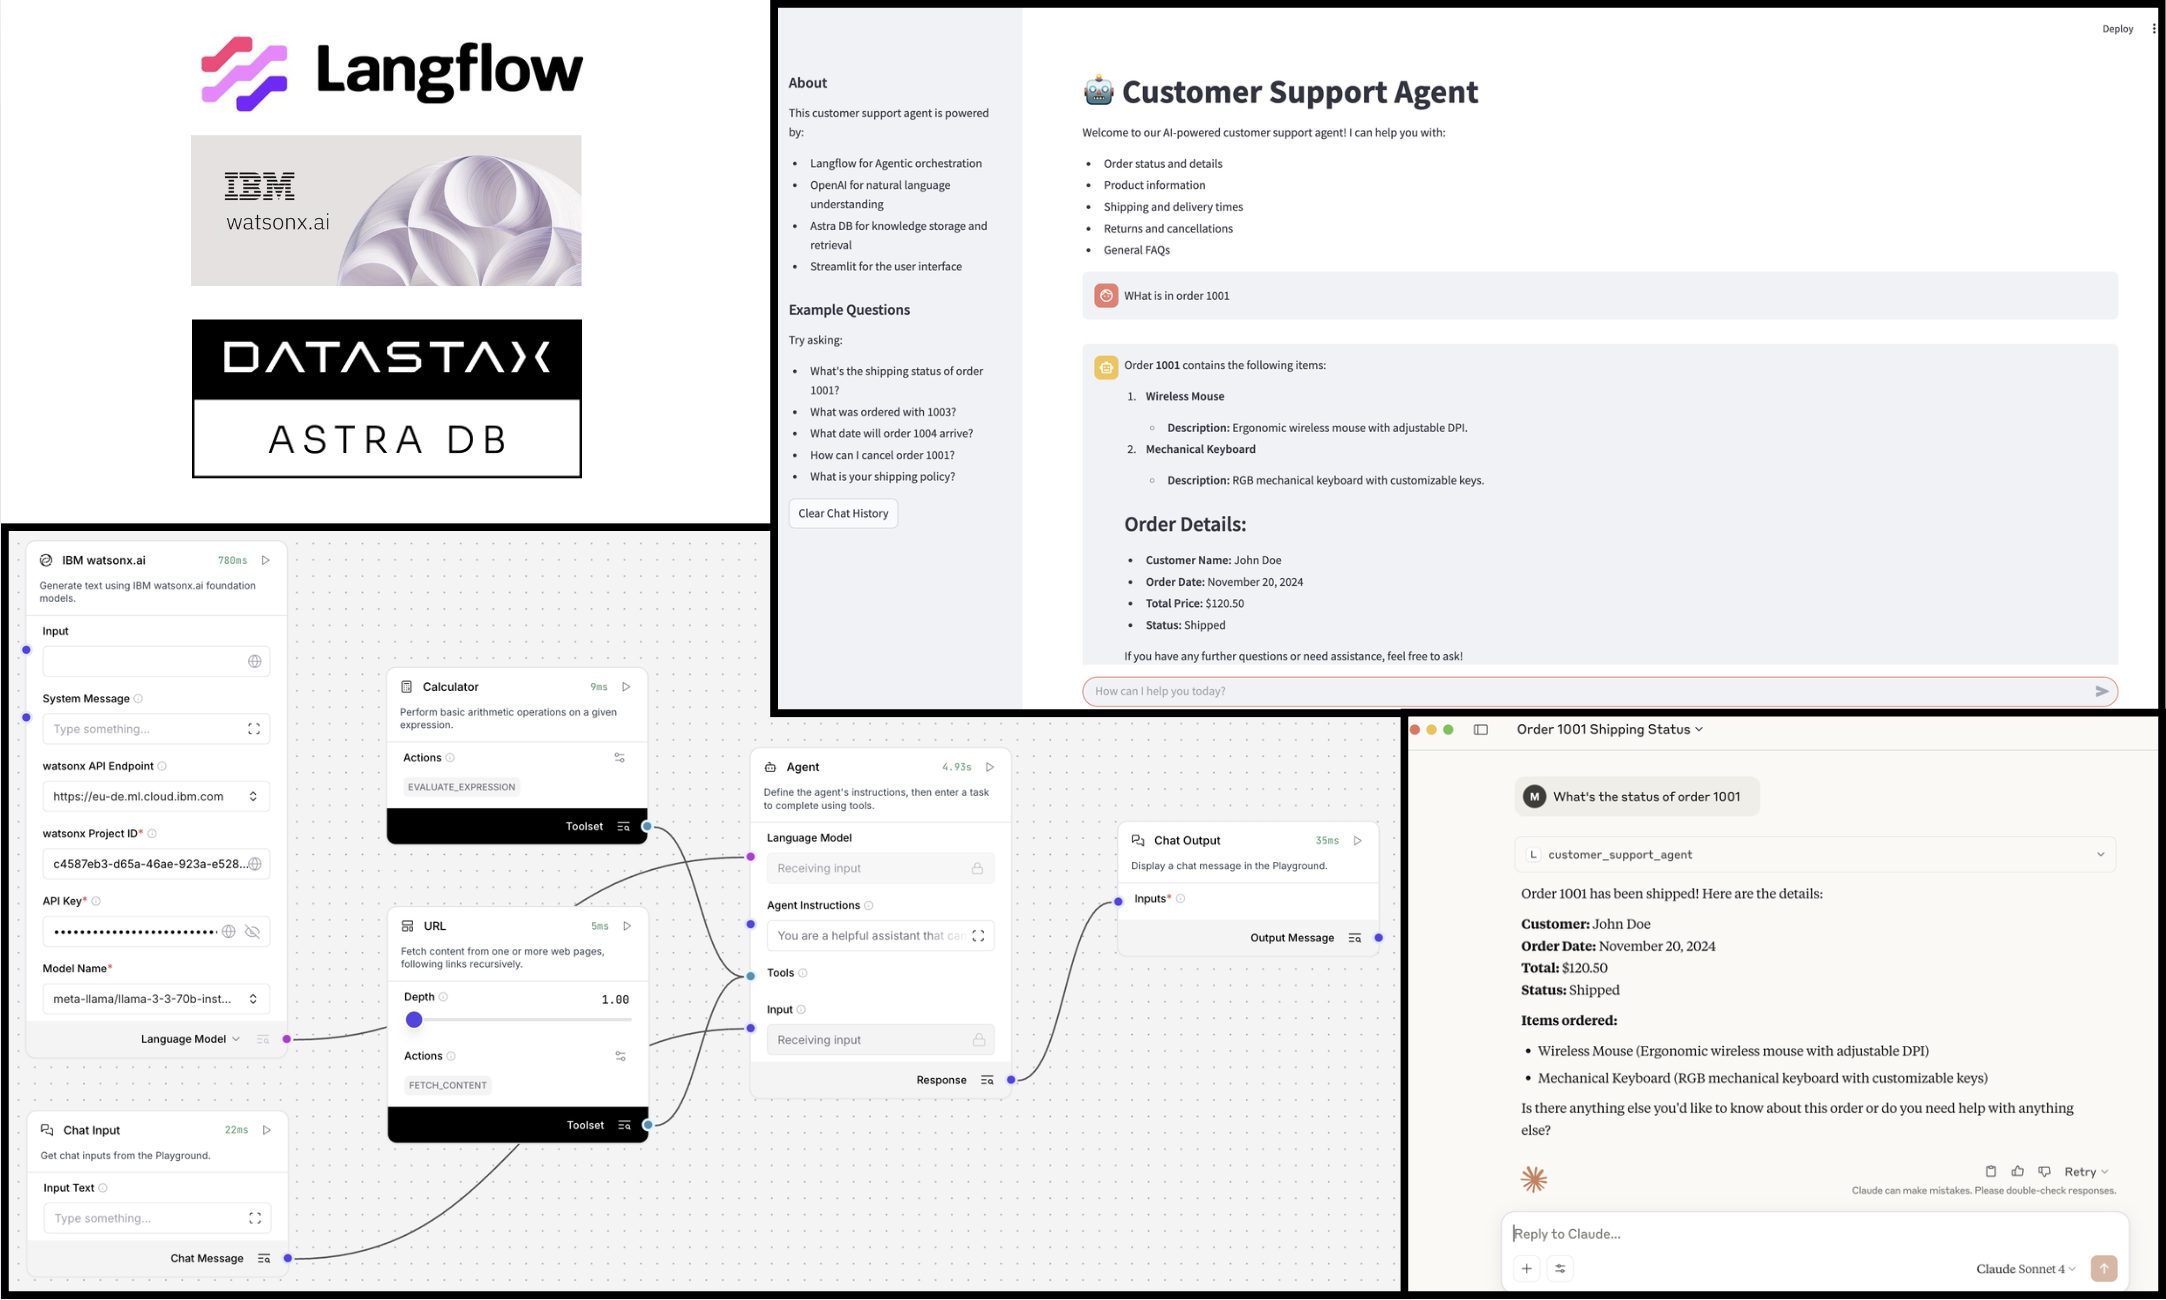 Langflow
IBM
watsonx.ai
DATASTAX
ASTRA DB
Deploy
About
This customer support agent is powered
by:
Langflow for Agentic orchestration
OpenAI for natural language
understanding
Astra DB for knowledge storage and
retrieval
Streamlit for the user interface
Example Questions
Try asking:
What's the shipping status of order
1001?
What was ordered with 1003?
What date will order 1004 arrive?
How can I cancel order 1001?
What is your shipping policy?
Clear Chat History
Customer Support Agent
Welcome to our AI-powered customer support agent! I can help you with:
Order status and details
Product information
Shipping and delivery times
Returns and cancellations
General FAQs
WHat is in order 1001
Order 1001 contains the following items:
1. Wireless Mouse
Description: Ergonomic wireless mouse with adjustable DPI.
2. Mechanical Keyboard
Description: RGB mechanical keyboard with customizable keys.
Order Details:
Customer Name: John Doe
Order Date: November 20, 2024
Total Price: $120.50
Status: Shipped
If you have any further questions or need assistance, feel free to ask!
How can I help you today?
IBM watsonx.ai 780ms
Generate text using IBM watsonx.ai foundation
models.
Input
System Message
Type something...
watsonx API Endpoint
https://eu-de.ml.cloud.ibm.com
watsonx Project ID*
c4587eb3-d65a-46ae-923a-e528...
API Key*
Model Name*
meta-llama/llama-3-3-70b-inst...
Language Model
Chat Input 22ms
Get chat inputs from the Playground.
Input Text
Type something...
Chat Message
Calculator 9ms
Perform basic arithmetic operations on a given
expression.
Actions
EVALUATE_EXPRESSION
Toolset
URL 5ms
Fetch content from one or more web pages,
following links recursively.
Depth 1.00
Actions
FETCH_CONTENT
Toolset
Agent 4.93s
Define the agent's instructions, then enter a task
to complete using tools.
Language Model
Receiving input
Agent Instructions
You are a helpful assistant that can
Tools
Input
Receiving input
Response
Chat Output 35ms
Display a chat message in the Playground.
Inputs*
Output Message
Order 1001 Shipping Status
M What's the status of order 1001
L customer_support_agent
Order 1001 has been shipped! Here are the details:
Customer: John Doe
Order Date: November 20, 2024
Total: $120.50
Status: Shipped
Items ordered:
Wireless Mouse (Ergonomic wireless mouse with adjustable DPI)
Mechanical Keyboard (RGB mechanical keyboard with customizable keys)
Is there anything else you'd like to know about this order or do you need help with anything
else?
Retry
Claude can make mistakes. Please double-check responses.
Reply to Claude...
Claude Sonnet 4